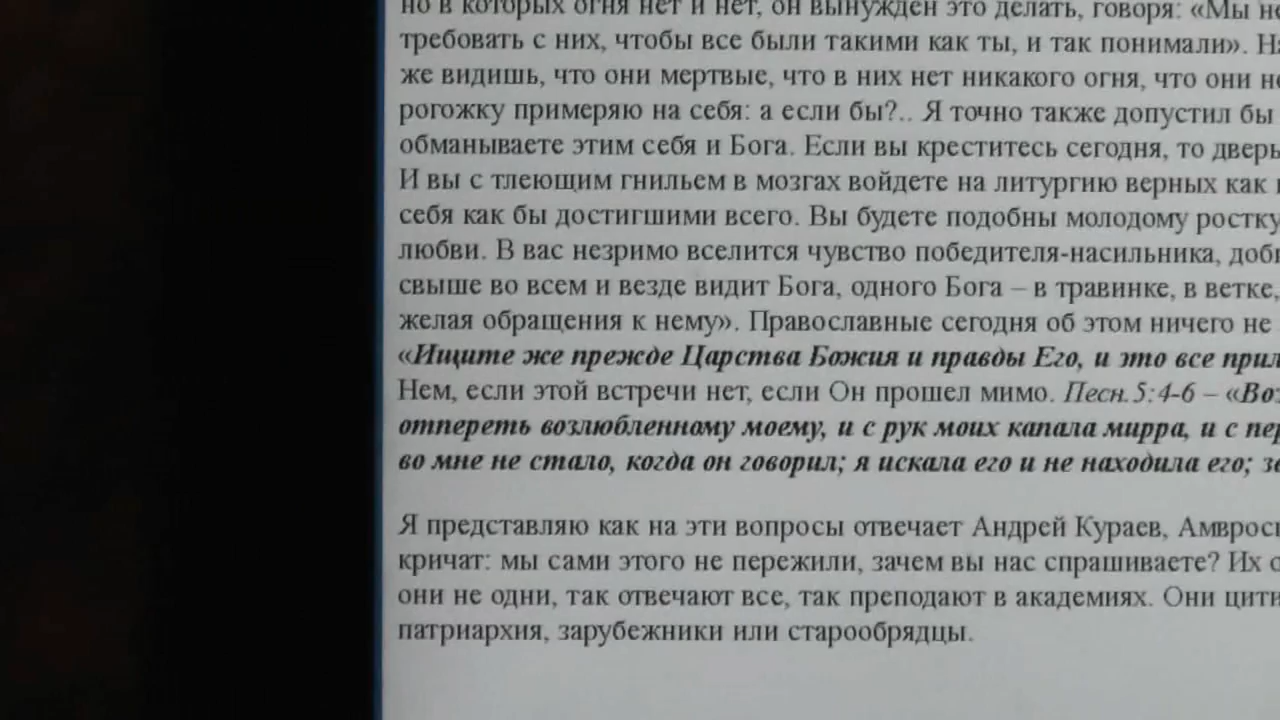 но в которых огня нет и нет, он вынужден это делать, говоря: «Мы не
требовать с них, чтобы все были такими как ты, и так понимали».
же видишь, что они мертвые, что в них нет никакого огня, что они
рогожку примеряю на себя: а если бы?.. Я точно также допустил бы
обманываете этим себя и Бога. Если вы креститесь сегодня, то дверь
И вы с тлеющим гнильем в мозгах войдете на литургию верных как
себя как бы достигшими всего. Вы будете подобны молодому ростку
любви. В вас незримо вселится чувство победителя-насильника,
свыше во всем и везде видит Бога, одного Бога – в травинке, в ветке,
желая обращения к нему». Православные сегодня об этом ничего не
«Ищите же прежде Царства Божия и правды Его, и это все
Нем, если этой встречи нет, если Он прошел мимо. Песн.5:4-6 –
отпереть возлюбленному моему, и с рук моих капала мирра, и с
во мне не стало, когда он говорил; я искала его и не находила его;
Я представляю как на эти вопросы отвечает Андрей Кураев,
кричат: мы сами этого не пережили, зачем вы нас спрашиваете? Их
они не одни, так отвечают все, так преподают в академиях. Они
патриархия, зарубежники или старообрядцы.